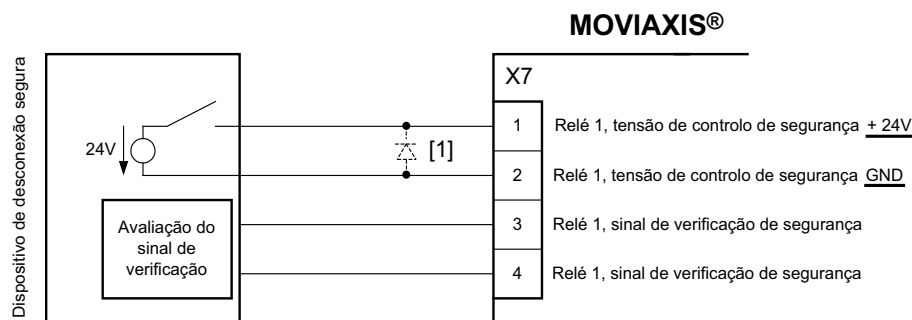 MOVIAXIS®
Dispositivo de desconexão segura
24V
[1]
Avaliação do
sinal de
verificação
X7
1 Relé 1, tensão de controlo de segurança + 24V
2 Relé 1, tensão de controlo de segurança GND
3 Relé 1, sinal de verificação de segurança
4 Relé 1, sinal de verificação de segurança